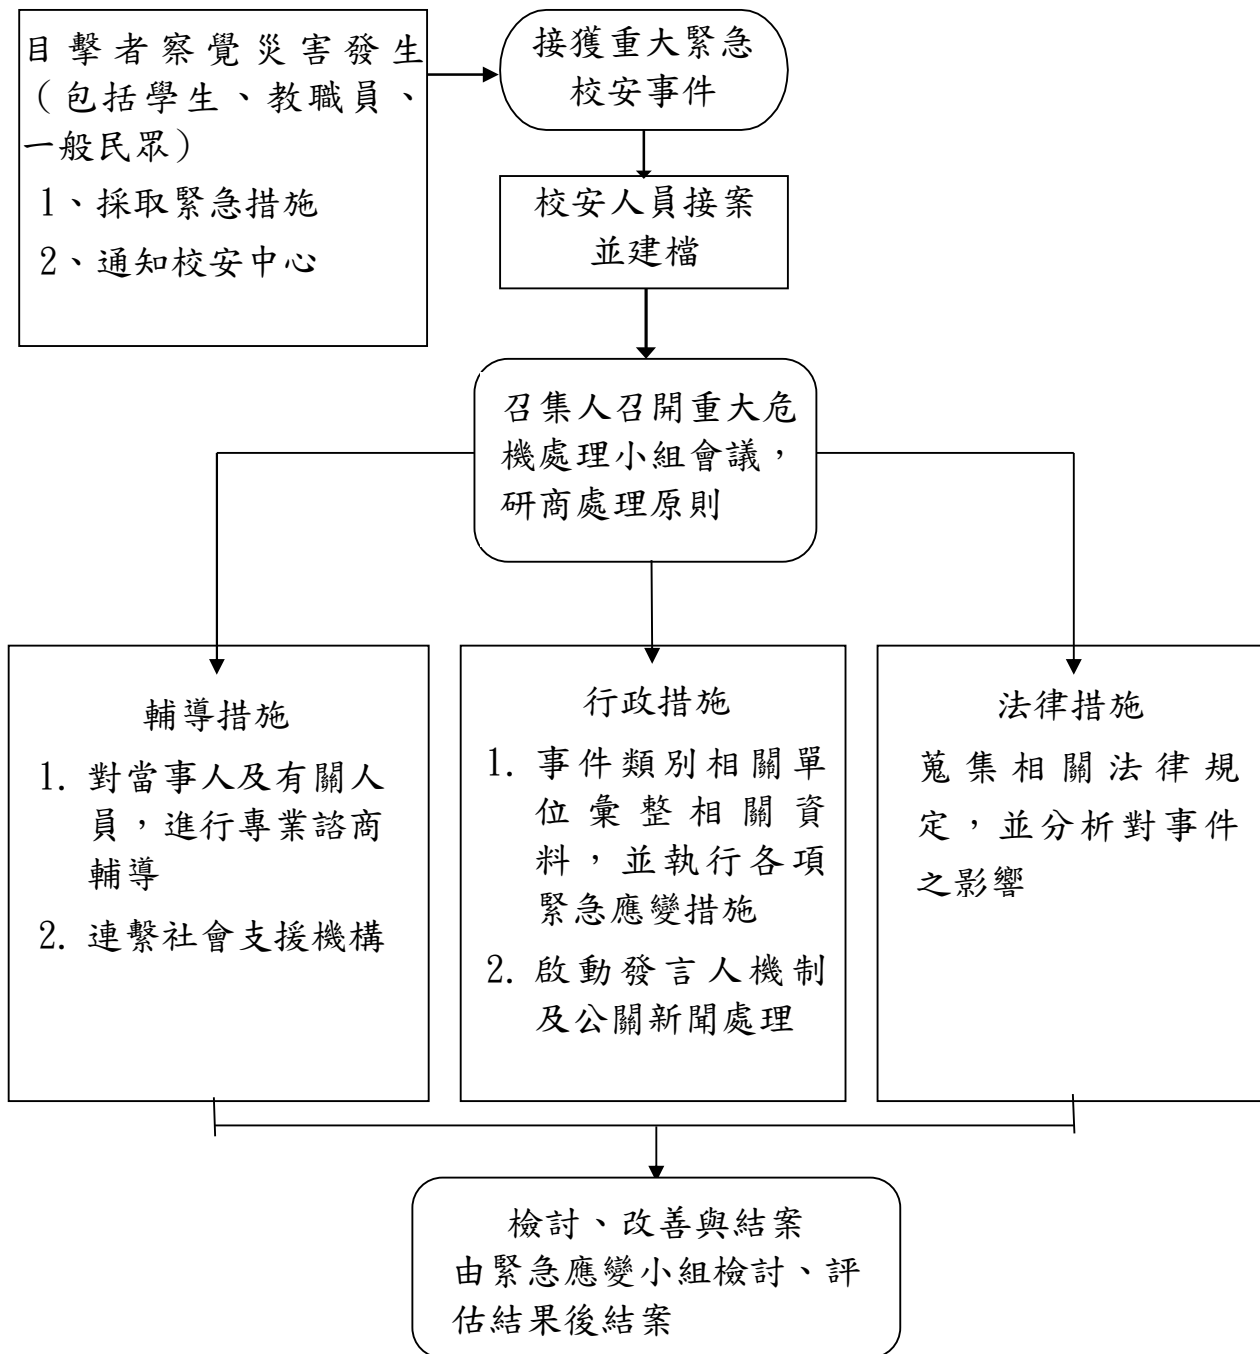 目擊者察覺災害發生
（包括學生、教職員、
一般民眾）
1、採取緊急措施
2、通知校安中心
接獲重大緊急
校安事件
校安人員接案
並建檔
召集人召開重大危
機處理小組會議，
研商處理原則
輔導措施
1. 對當事人及有關人
員，進行專業諮商
輔導
2. 連繫社會支援機構
行政措施
1. 事件類別相關單
位彙整相關資
料，並執行各項
緊急應變措施
2. 啟動發言人機制
及公關新聞處理
法律措施
蒐集相關法律規
定，並分析對事件
之影響
檢討、改善與結案
由緊急應變小組檢討、評
估結果後結案